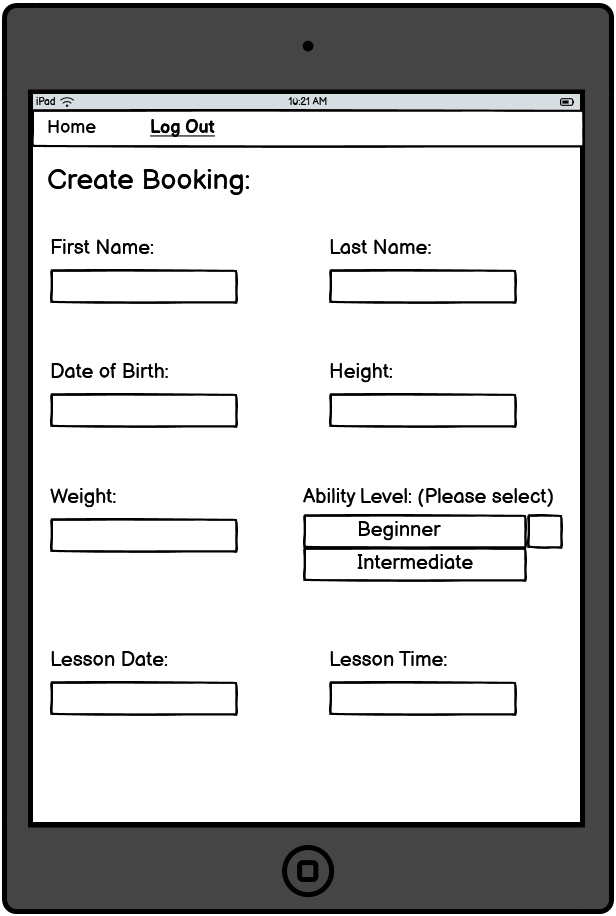 iPad 10:21 AM
Home Log Out
Create Booking:
First Name: Last Name:
Date of Birth: Height:
Weight: Ability Level: (Please select)
Beginner
Intermediate
Lesson Date: Lesson Time: